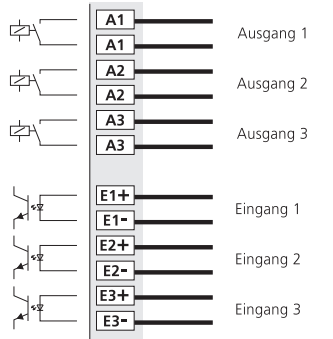 A1
Ausgang 1
A1
A2
Ausgang 2
A2
A3
Ausgang 3
A3
E1+
Eingang 1
E1-
E2+
Eingang 2
E2-
E3+
Eingang 3
E3-